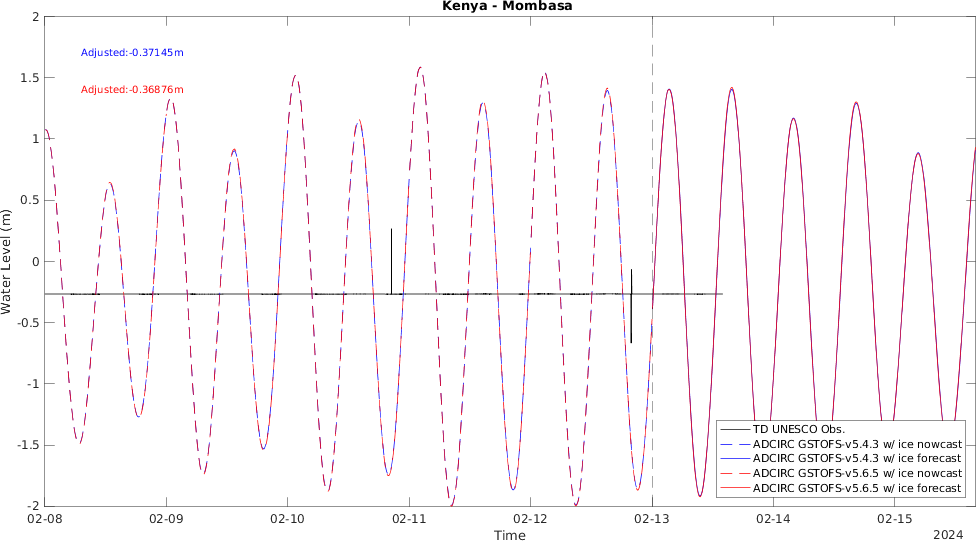 Kenya - Mombasa
2
1.5
1
0.5
0
-0.5
-1
-1.5
-2
Water Level (m)
Adjusted:-0.37145m
Adjusted:-0.36876m
TD UNESCO Obs.
ADCIRC GSTOFS-v5.4.3 w/ ice nowcast
ADCIRC GSTOFS-v5.4.3 w/ ice forecast
ADCIRC GSTOFS-v5.6.5 w/ ice nowcast
ADCIRC GSTOFS-v5.6.5 w/ ice forecast
02-08 02-09 02-10 02-11 02-12 02-13 02-14 02-15
Time
2024